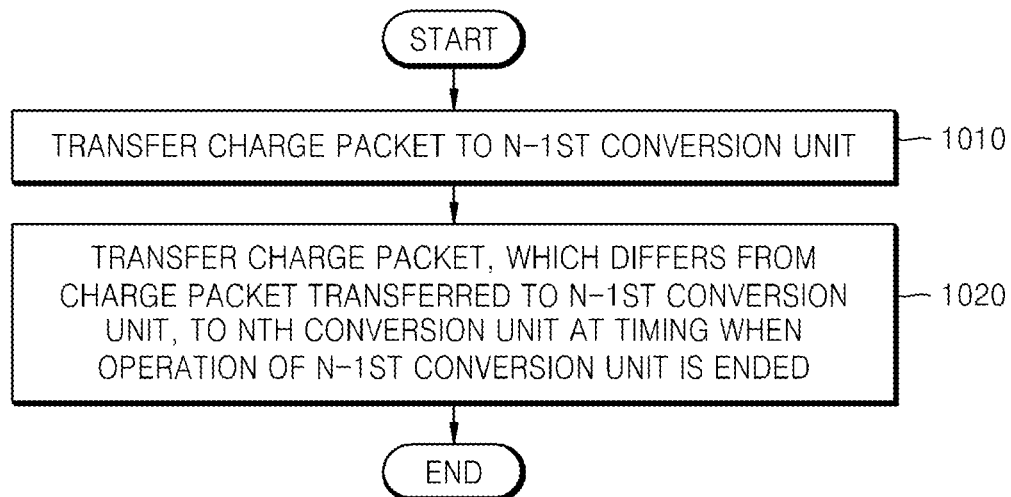 START
TRANSFER CHARGE PACKET TO N-1ST CONVERSION UNIT
1010
TRANSFER CHARGE PACKET, WHICH DIFFERS FROM
CHARGE PACKET TRANSFERRED TO N-1ST CONVERSION
UNIT, TO NTH CONVERSION UNIT AT TIMING WHEN
OPERATION OF N-1ST CONVERSION UNIT IS ENDED
1020
END